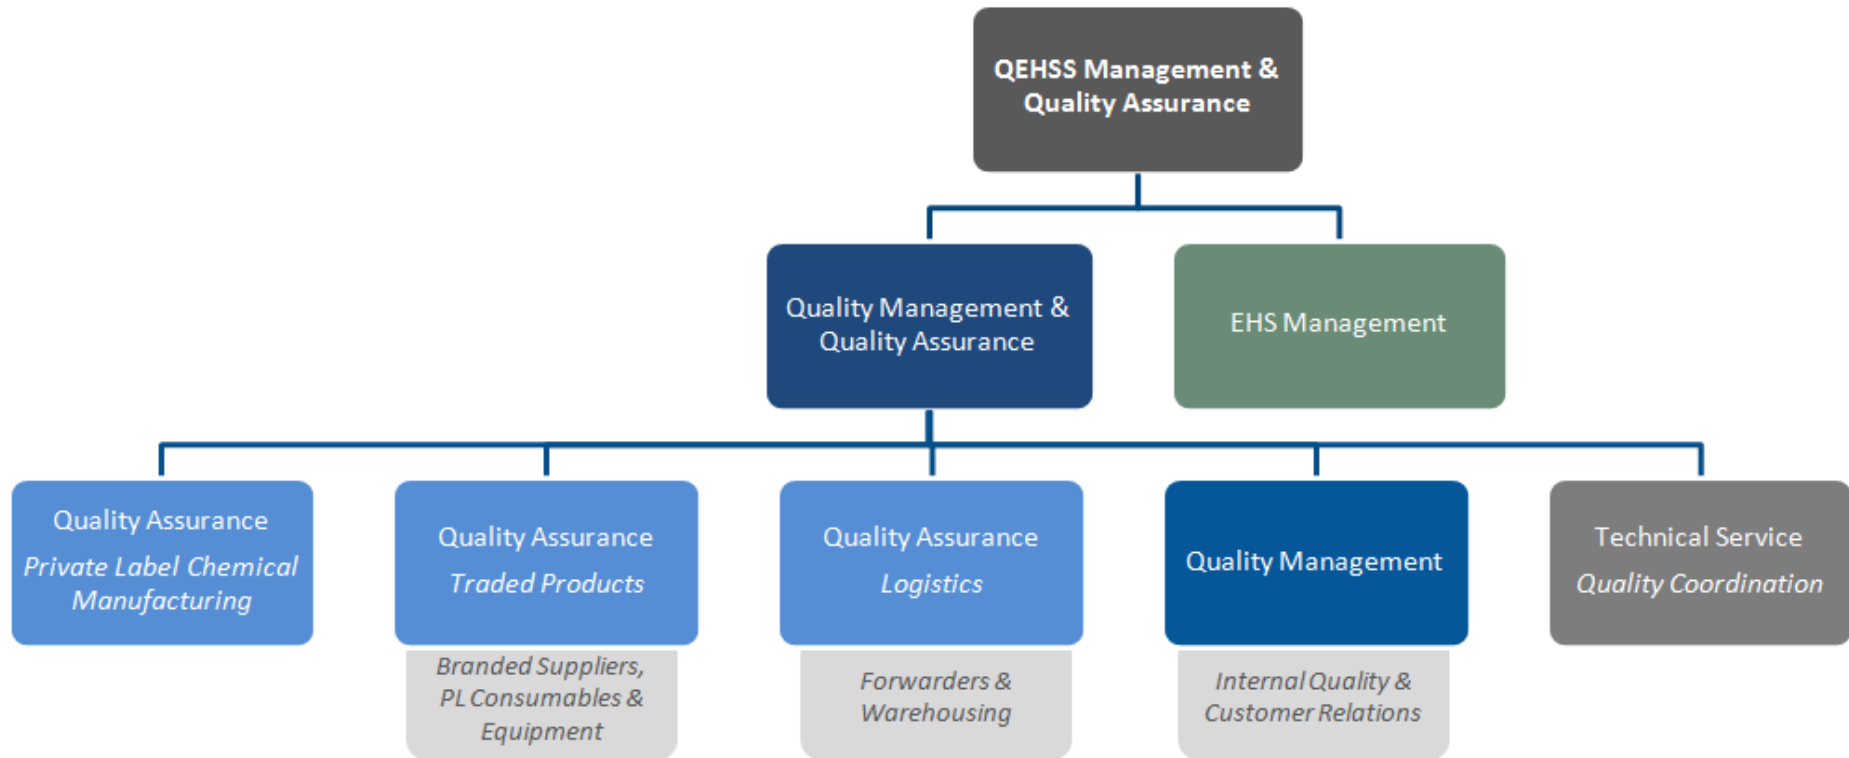 QEHSS Management &
Quality Assurance
Quality Management &
Quality Assurance
EHS Management
Quality Assurance
Private Label Chemical
Manufacturing
Quality Assurance
Traded Products
Branded Suppliers,
PL Consumables &
Equipment
Quality Assurance
Logistics
Forwarders &
Warehousing
Quality Management
Internal Quality &
Customer Relations
Technical Service
Quality Coordination